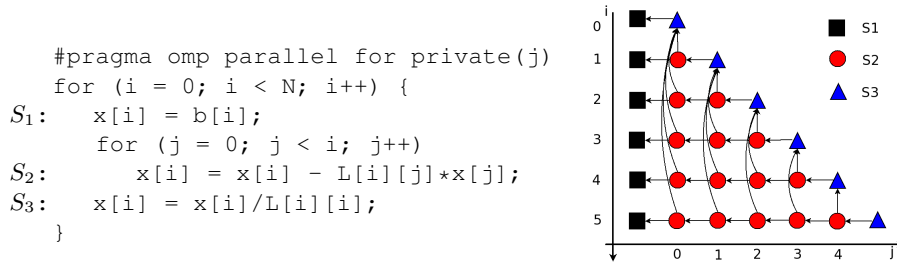 #pragma omp parallel for private(j)
for (i = 0; i < N; i++) {
S₁: x[i] = b[i];
for (j = 0; j < i; j++)
S₂: x[i] = x[i] - L[i][j]*x[j];
S₃: x[i] = x[i]/L[i][i];
}
i
0
1
2
3
4
5
0 1 2 3 4 j
S1
S2
S3